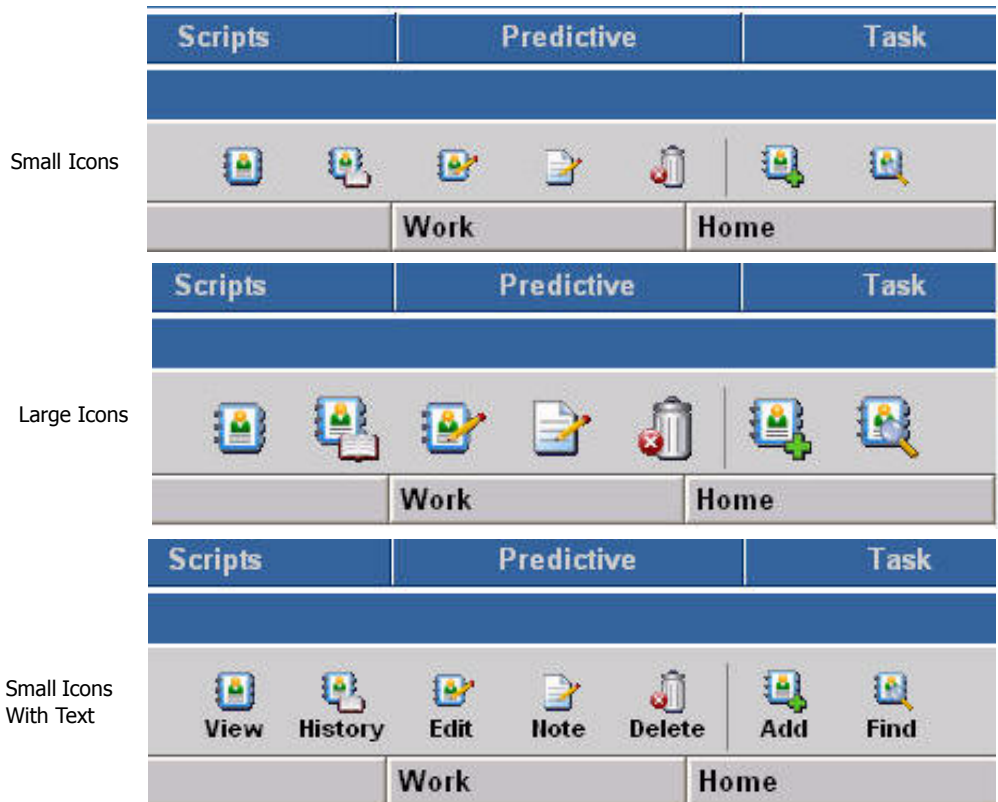 Scripts Predictive Task
Small Icons
Work Home
Scripts Predictive Task
Large Icons
Work Home
Scripts Predictive Task
Small Icons
With Text
View History Edit Note Delete Add Find
Work Home